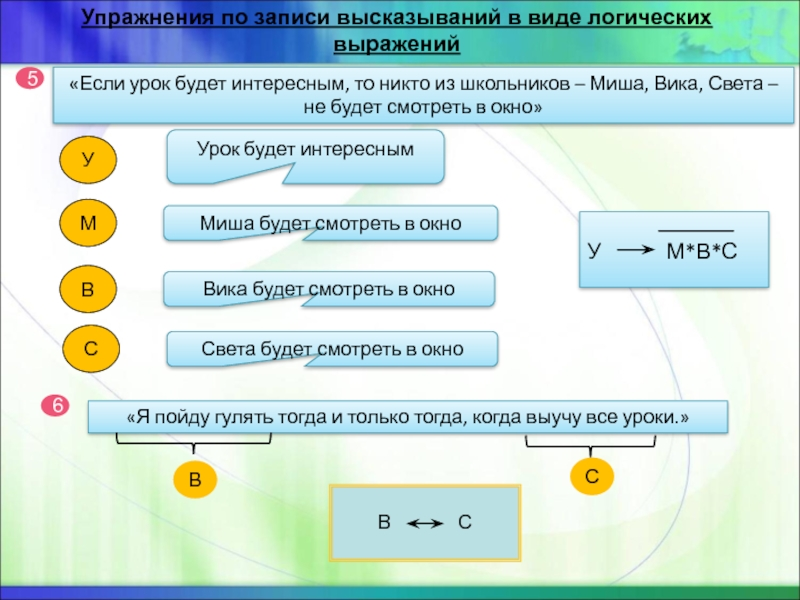 Упражнения по записи высказываний в виде логических
выражений
5
«Если урок будет интересным, то никто из школьников – Миша, Вика, Света –
не будет смотреть в окно»
У
Урок будет интересным
М
Миша будет смотреть в окно
У → М*В*С
В
Вика будет смотреть в окно
С
Света будет смотреть в окно
6
«Я пойду гулять тогда и только тогда, когда выучу все уроки.»
В
С
В ↔ С